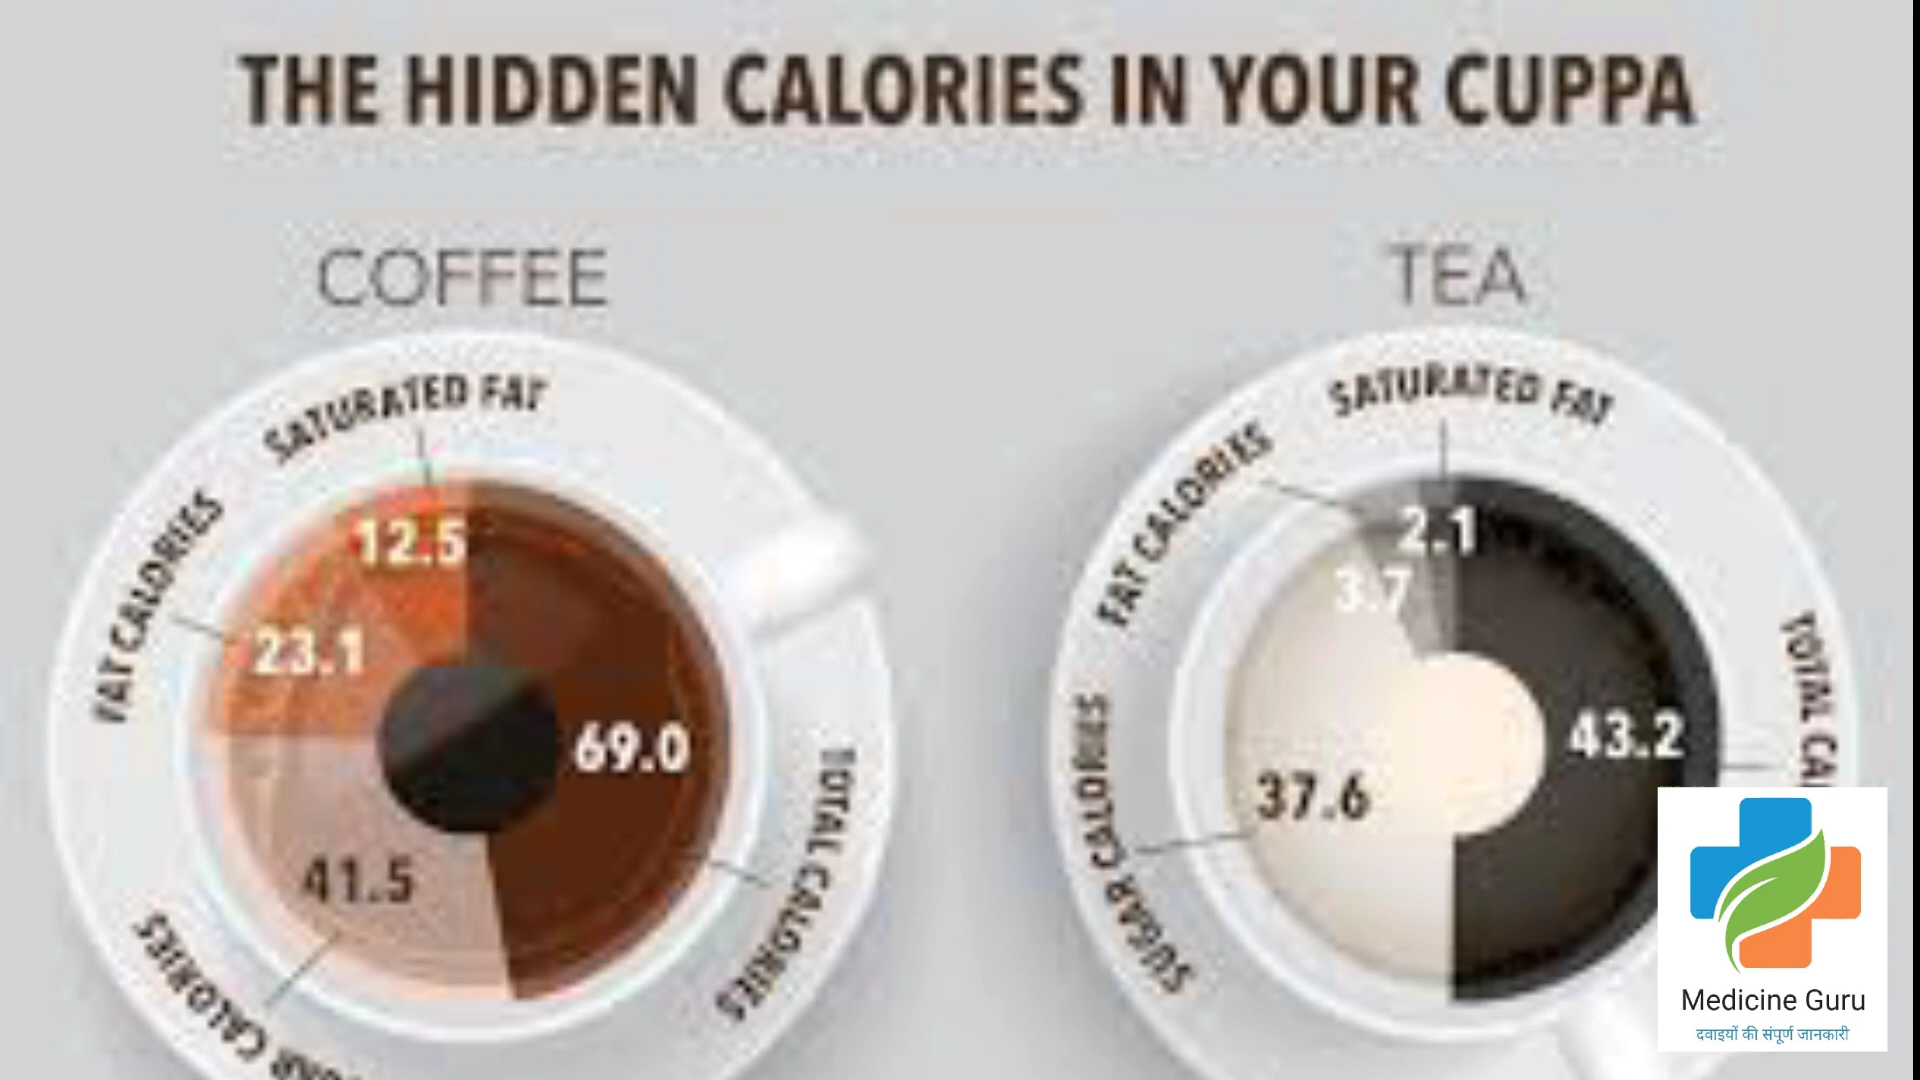 THE HIDDEN CALORIES IN YOUR CUPPA
COFFEE
SATURATED FAT
FAT CALORIES
12.5
23.1
69.0
41.5
TOTAL CALORIES
CALORIES
TEA
SATURATED FAT
FAT CALORIES
2.1
3.7
43.2
37.6
SUGAR CALORIES
TOTAL
Medicine Guru
दवाइयों की संपूर्ण जानकारी